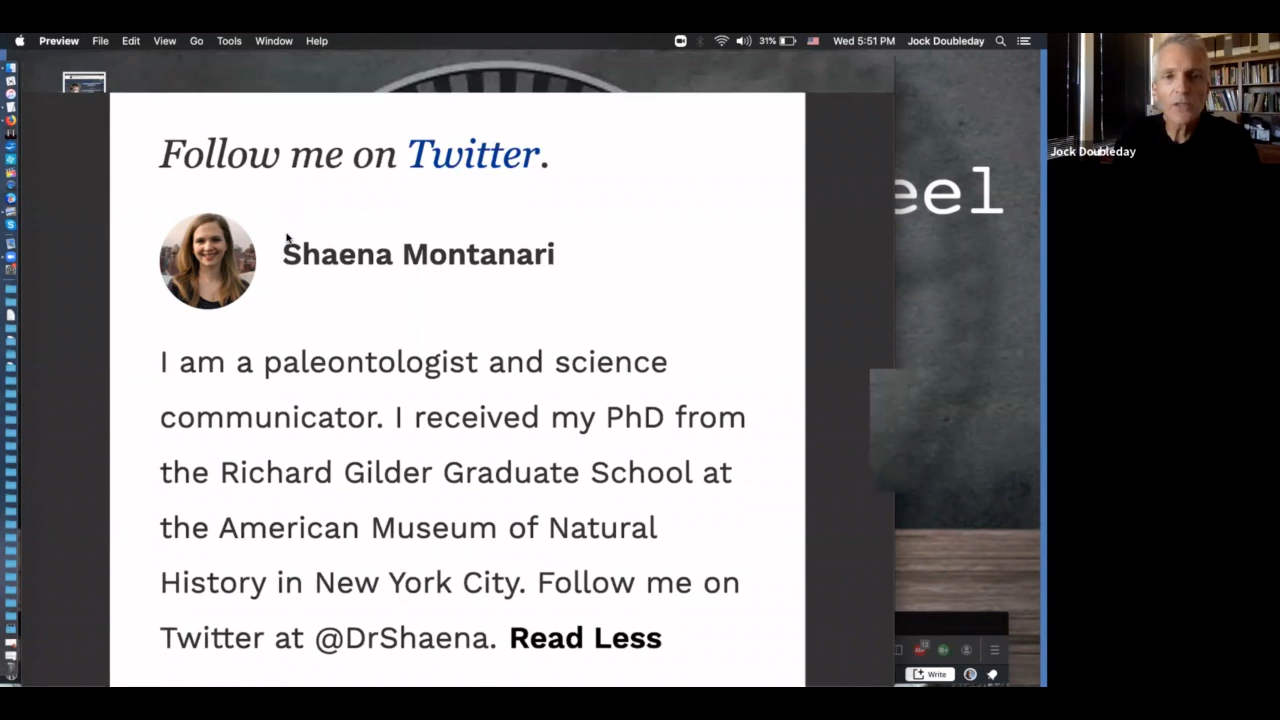 Preview File Edit View Go Tools Window Help 31% Wed 5:51 PM Jock Doubleday
Follow me on Twitter.
eel
Jock Doubleday
Shaena Montanari
I am a paleontologist and science
communicator. I received my PhD from
the Richard Gilder Graduate School at
the American Museum of Natural
History in New York City. Follow me on
Twitter at @DrShaena. Read Less
Write